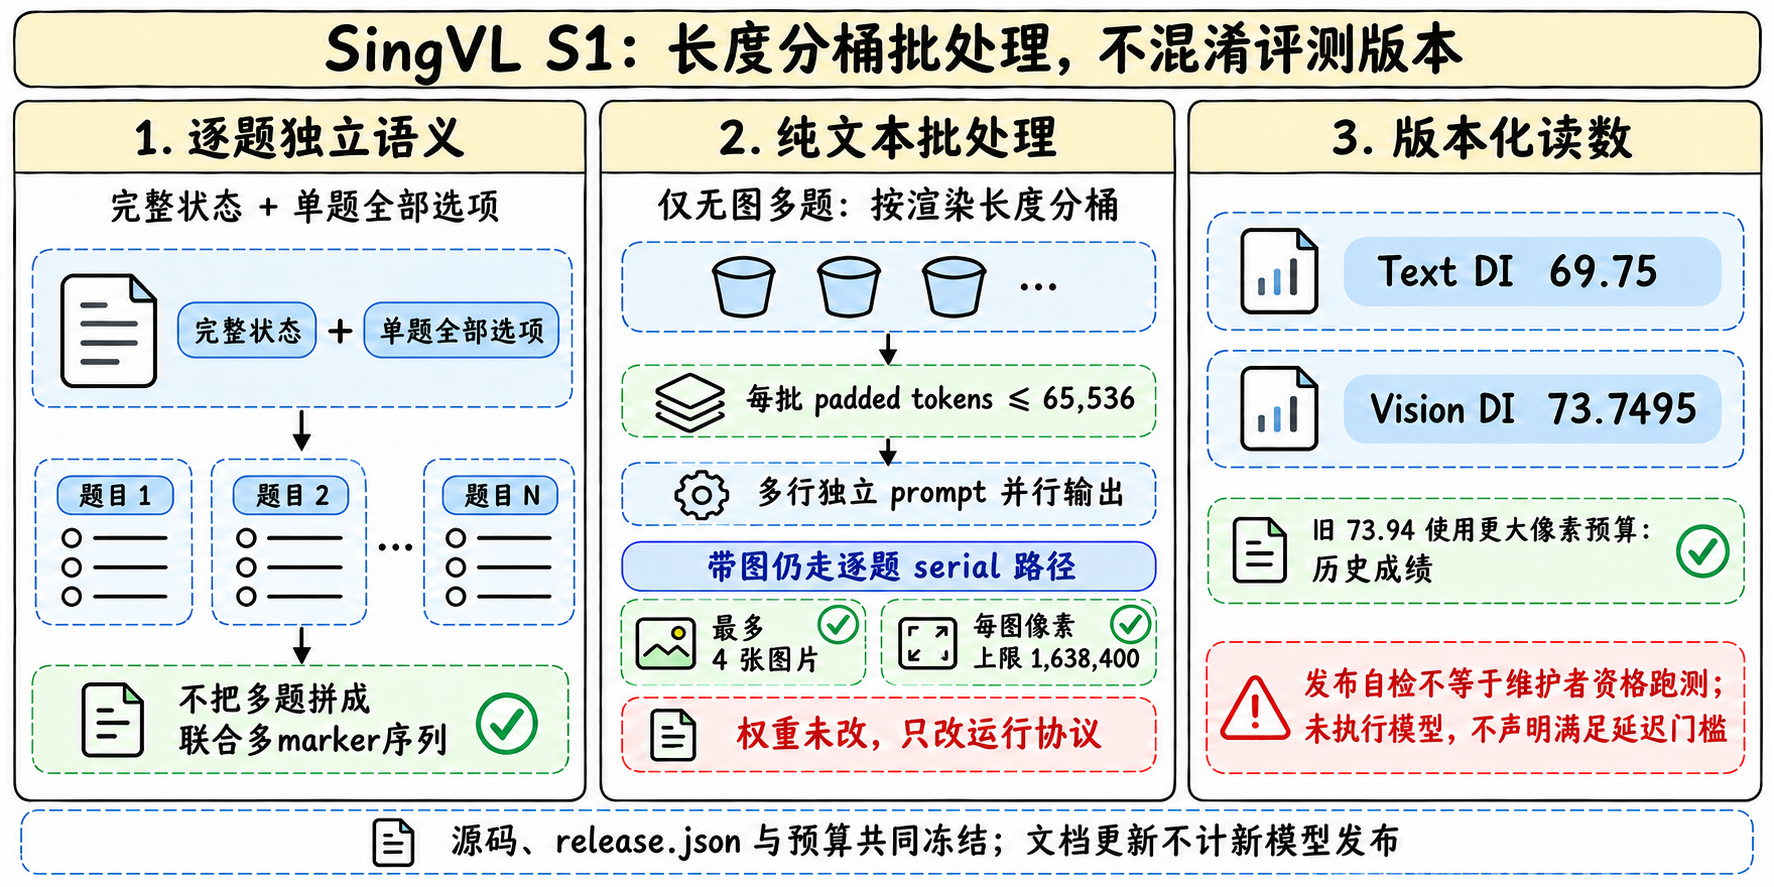 SingVL S1：长度分桶批处理，不混淆评测版本
1. 逐题独立语义
完整状态 + 单题全部选项
完整状态 + 单题全部选项
题目 1
题目 2
...
题目 N
不把多题拼成
联合多marker序列
2. 纯文本批处理
仅无图多题：按渲染长度分桶
...
每批 padded tokens ≤ 65,536
多行独立 prompt 并行输出
带图仍走逐题 serial 路径
最多
4 张图片
每图像素
上限 1,638,400
权重未改，只改运行协议
3. 版本化读数
Text DI 69.75
Vision DI 73.7495
旧 73.94 使用更大像素预算：
历史成绩
发布自检不等于维护者资格跑测；
未执行模型，不声明满足延迟门槛
源码、release.json 与预算共同冻结；文档更新不计新模型发布